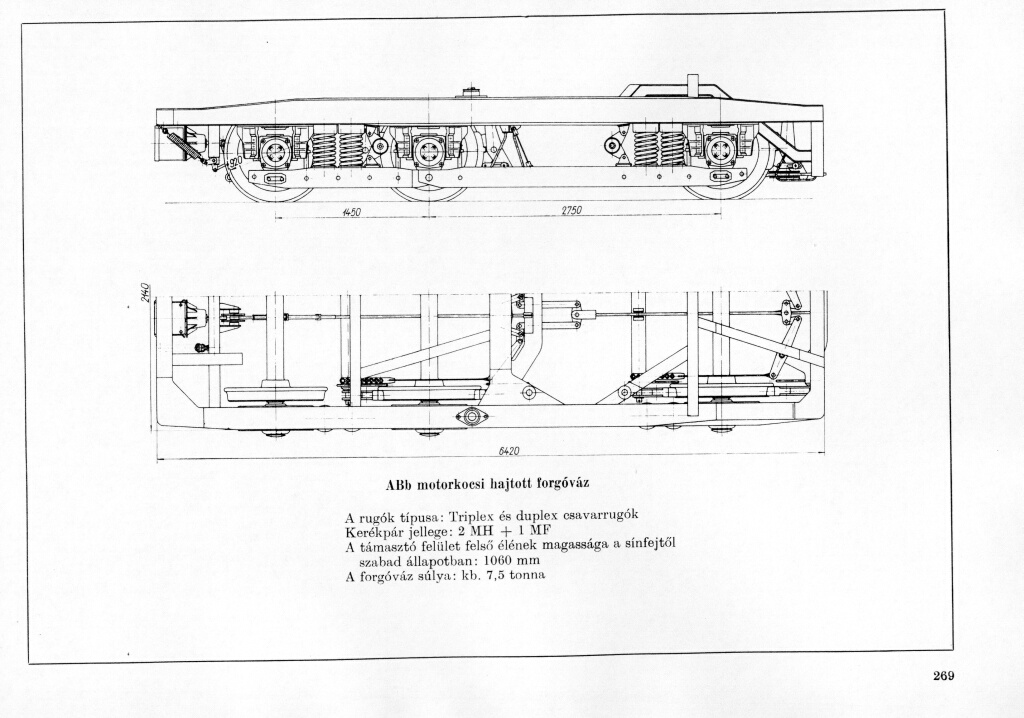 1450
2750
2140
6420
ABb motorkocsi hajtott forgóváz
A rugók típusa: Triplex és duplex csavarrugók
Kerékpár jellege: 2 MH + 1 MF
A támasztó felület felső élének magassága a sínfejtől
szabad állapotban: 1060 mm
A forgóváz súlya: kb. 7,5 tonna
269